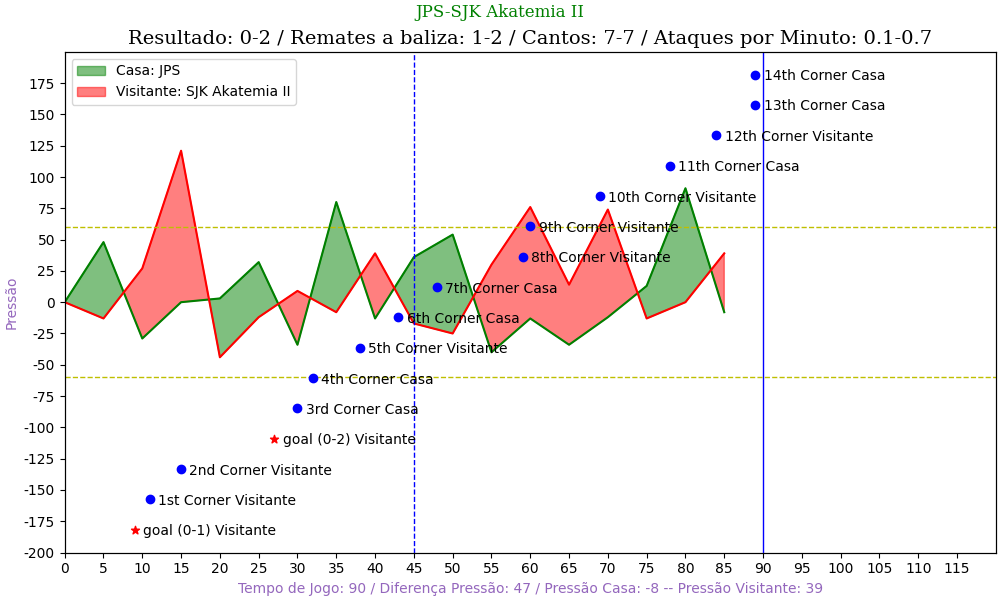 JPS-SJK Akatemia II
Resultado: 0-2 / Remates a baliza: 1-2 / Cantos: 7-7 / Ataques por Minuto: 0.1-0.7
Casa: JPS
Visitante: SJK Akatemia II
14th Corner Casa
13th Corner Casa
12th Corner Visitante
11th Corner Casa
10th Corner Visitante
9th Corner Visitante
8th Corner Visitante
7th Corner Casa
6th Corner Casa
5th Corner Visitante
4th Corner Casa
3rd Corner Casa
goal (0-2) Visitante
2nd Corner Visitante
1st Corner Visitante
goal (0-1) Visitante
Pressão
175
150
125
100
75
50
25
0
-25
-50
-75
-100
-125
-150
-175
-200
0 5 10 15 20 25 30 35 40 45 50 55 60 65 70 75 80 85 90 95 100 105 110 115
Tempo de Jogo: 90 / Diferença Pressão: 47 / Pressão Casa: -8 -- Pressão Visitante: 39